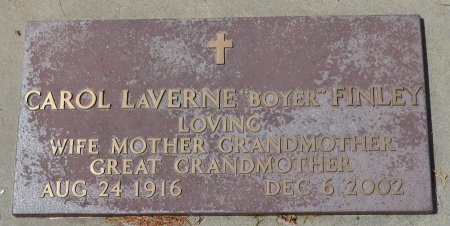 CAROL LAVERNE "BOYER" FINLEY
LOVING
WIFE MOTHER GRANDMOTHER
GREAT GRANDMOTHER
AUG 24 1916 DEC 6 2002